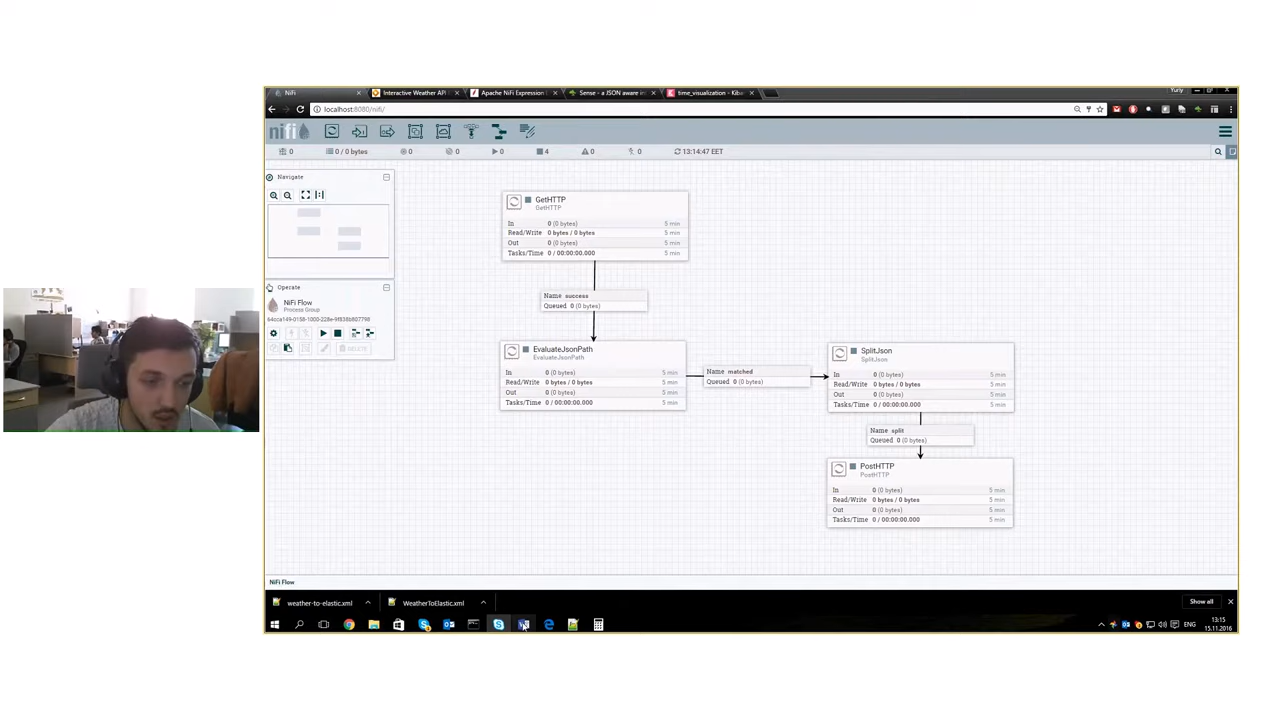 NiFi
Interactive Weather API
Apache NiFi Expression
Sense - a JSON aware in
time_visualization - Kiba
Yuriy
localhost:8080/nifi/
nifi
0
0 / 0 bytes
0
0
0
4
0
0
13:14:47 EET
Navigate
Operate
NiFi Flow
Process Group
DELETE
GetHTTP
GetHTTP
In 0 (0 bytes) 5 min
Read/Write 0 bytes / 0 bytes 5 min
Out 0 (0 bytes) 5 min
Tasks/Time 0 / 00:00:00.000 5 min
Name success
Queued 0 (0 bytes)
EvaluateJsonPath
EvaluateJsonPath
In 0 (0 bytes) 5 min
Read/Write 0 bytes / 0 bytes 5 min
Out 0 (0 bytes) 5 min
Tasks/Time 0 / 00:00:00.000 5 min
Name matched
Queued 0 (0 bytes)
SplitJson
SplitJson
In 0 (0 bytes) 5 min
Read/Write 0 bytes / 0 bytes 5 min
Out 0 (0 bytes) 5 min
Tasks/Time 0 / 00:00:00.000 5 min
Name split
Queued 0 (0 bytes)
PostHTTP
PostHTTP
In 0 (0 bytes) 5 min
Read/Write 0 bytes / 0 bytes 5 min
Out 0 (0 bytes) 5 min
Tasks/Time 0 / 00:00:00.000 5 min
NiFi Flow
weather-to-elastic.xml
WeatherToElastic.xml
Show all
ENG
13:15
15.11.2016